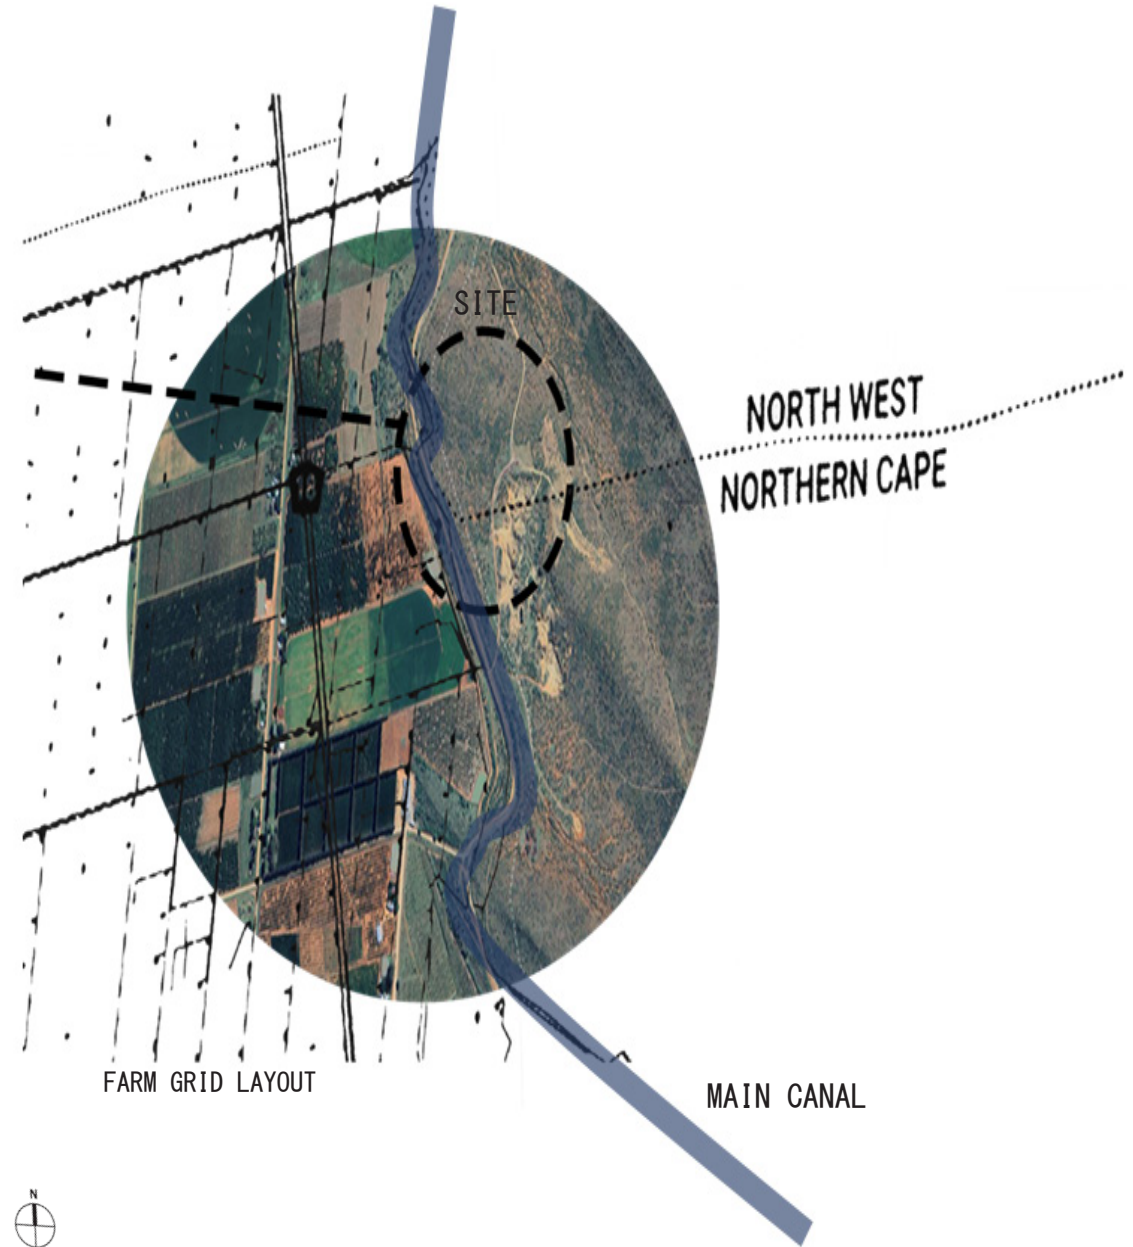 SITE
NORTH WEST
NORTHERN CAPE
18
FARM GRID LAYOUT
MAIN CANAL
N